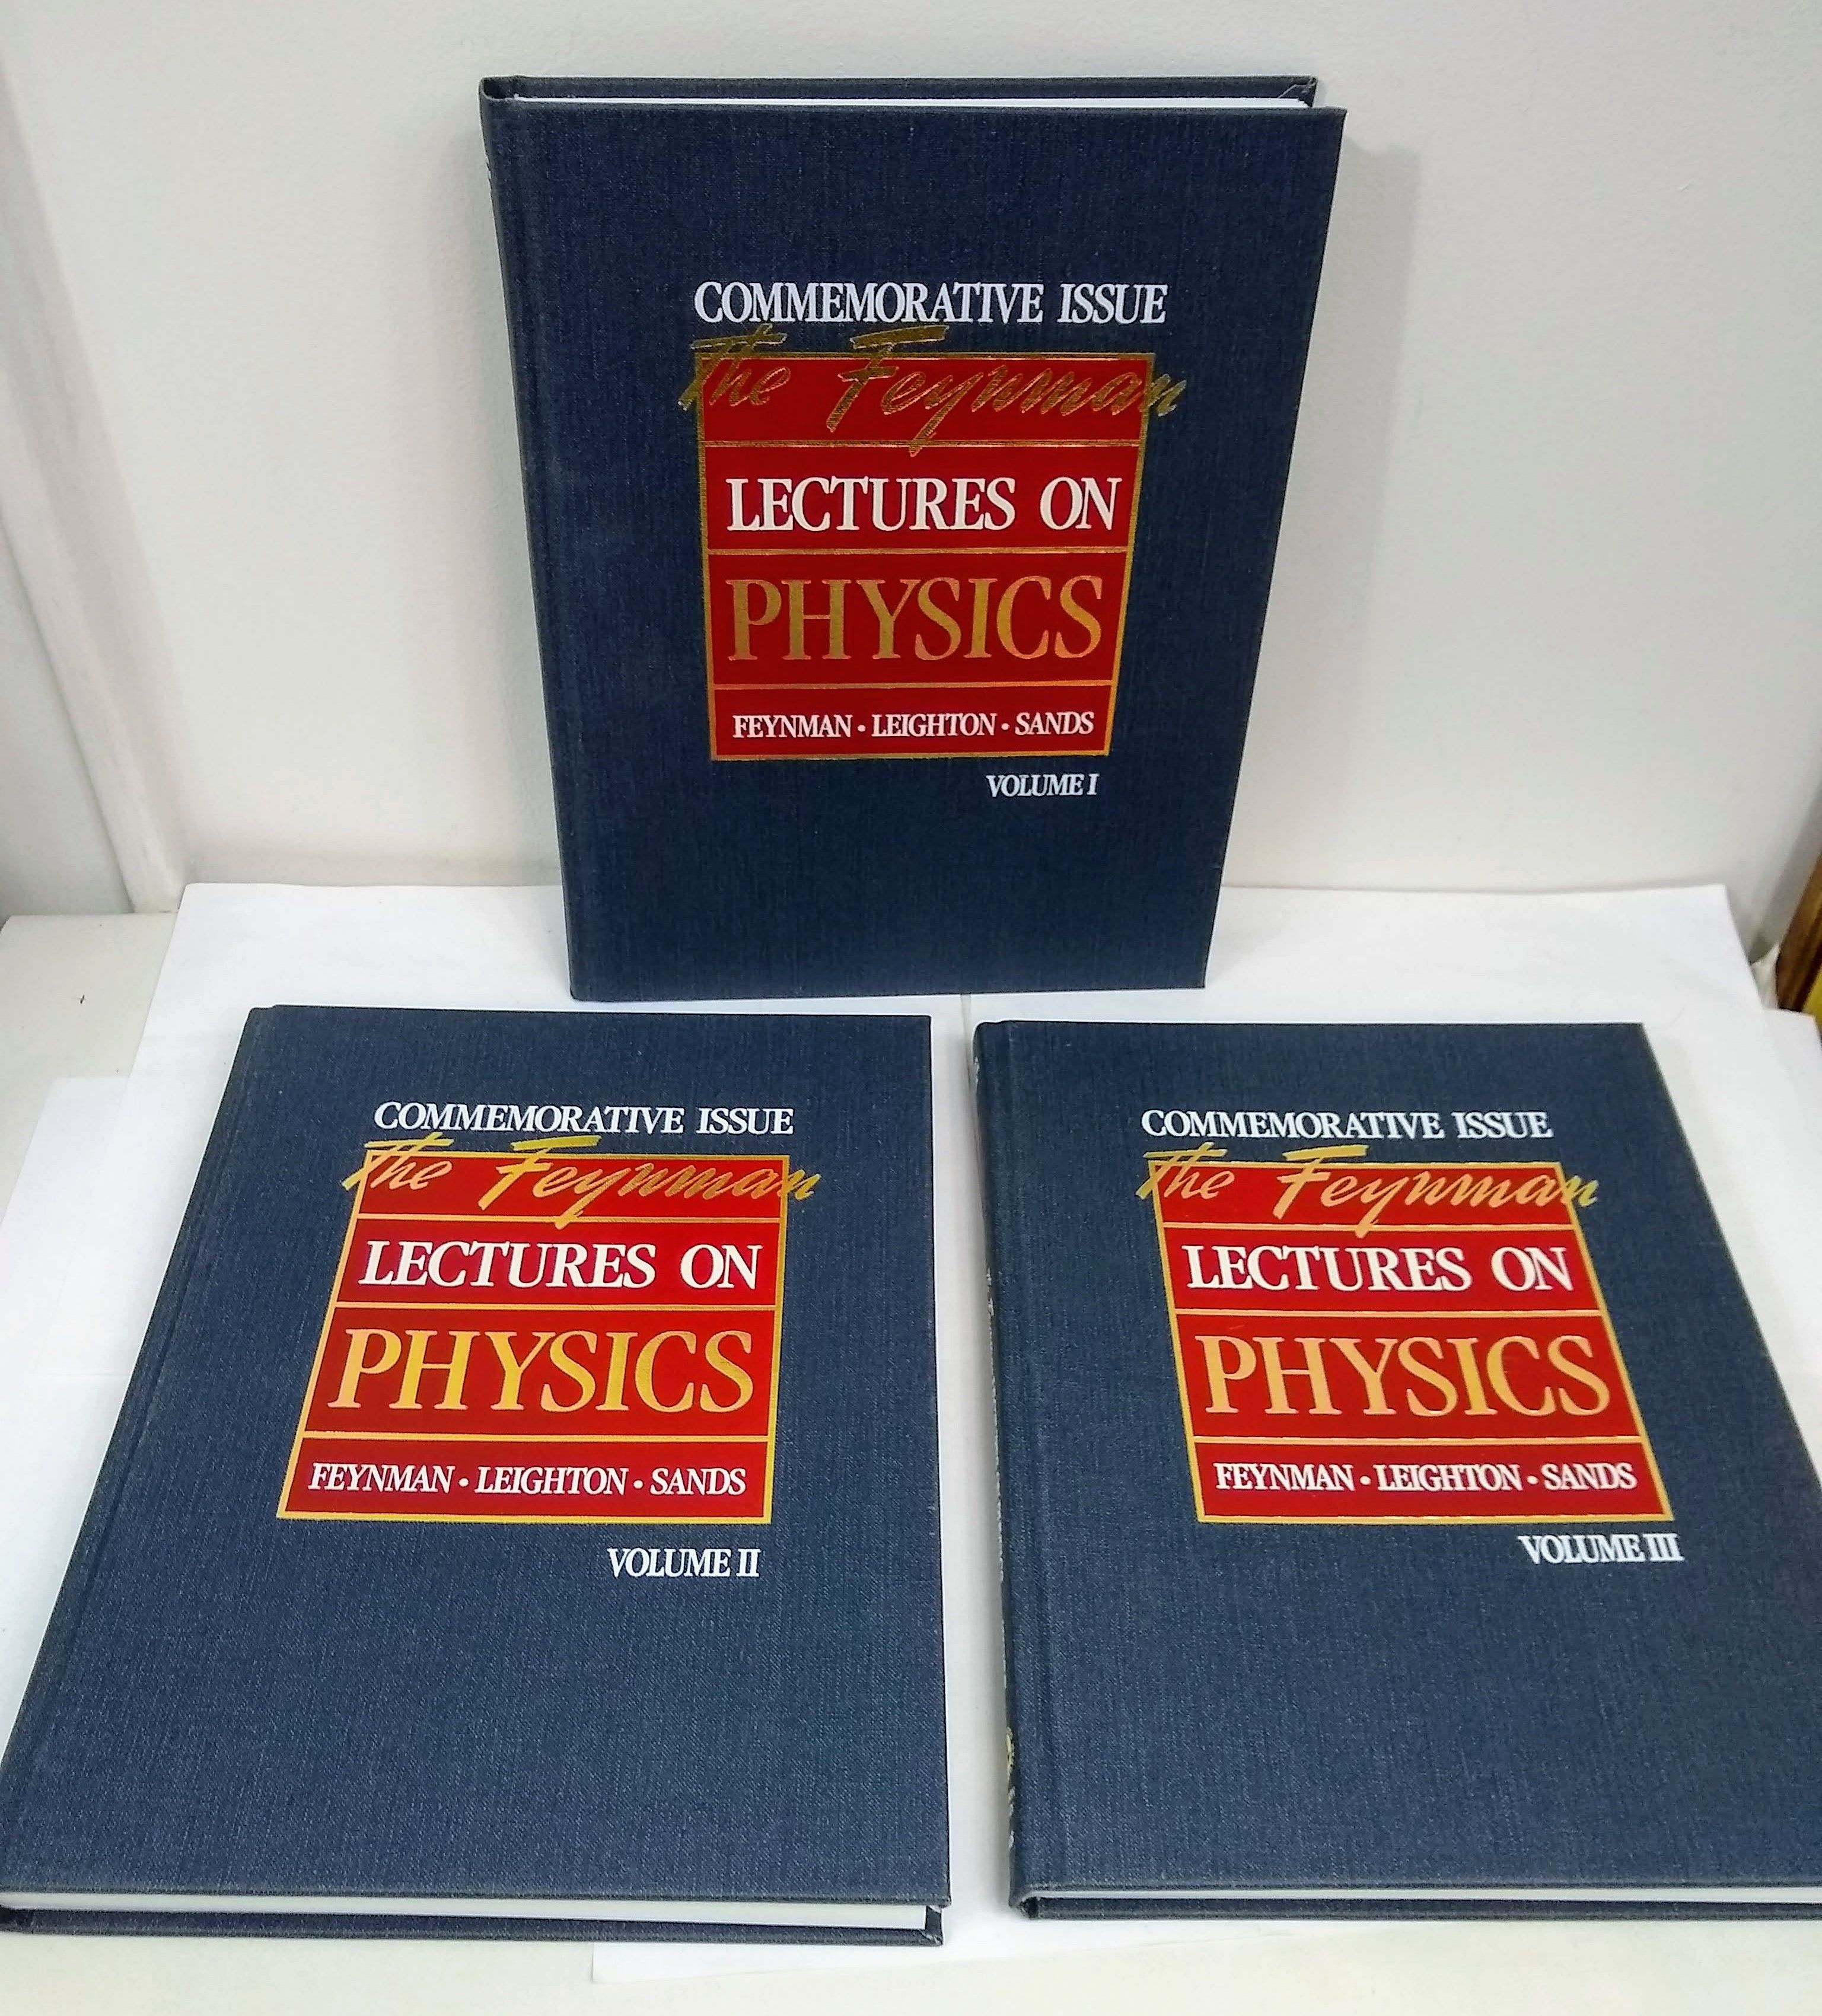 COMMEMORATIVE ISSUE
The Feynman
LECTURES ON
PHYSICS
FEYNMAN • LEIGHTON • SANDS
VOLUME I
COMMEMORATIVE ISSUE
The Feynman
LECTURES ON
PHYSICS
FEYNMAN • LEIGHTON • SANDS
VOLUME II
COMMEMORATIVE ISSUE
The Feynman
LECTURES ON
PHYSICS
FEYNMAN • LEIGHTON • SANDS
VOLUME III